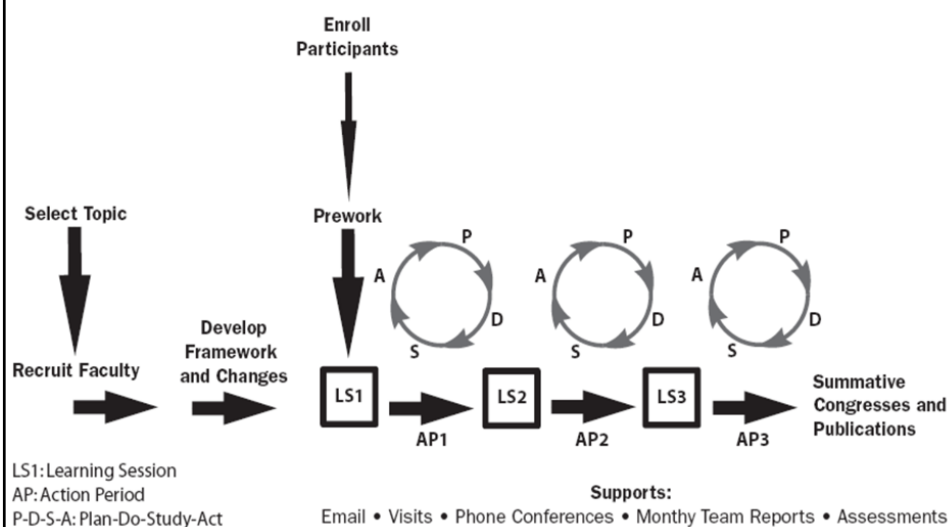 Enroll
Participants
Select Topic
Prework
P
A
D
S
P
A
D
S
P
A
D
S
Recruit Faculty
Develop
Framework
and Changes
LS1
AP1
LS2
AP2
LS3
AP3
Summative
Congresses and
Publications
LS1: Learning Session
AP: Action Period
P-D-S-A: Plan-Do-Study-Act
Supports:
Email • Visits • Phone Conferences • Monthy Team Reports • Assessments